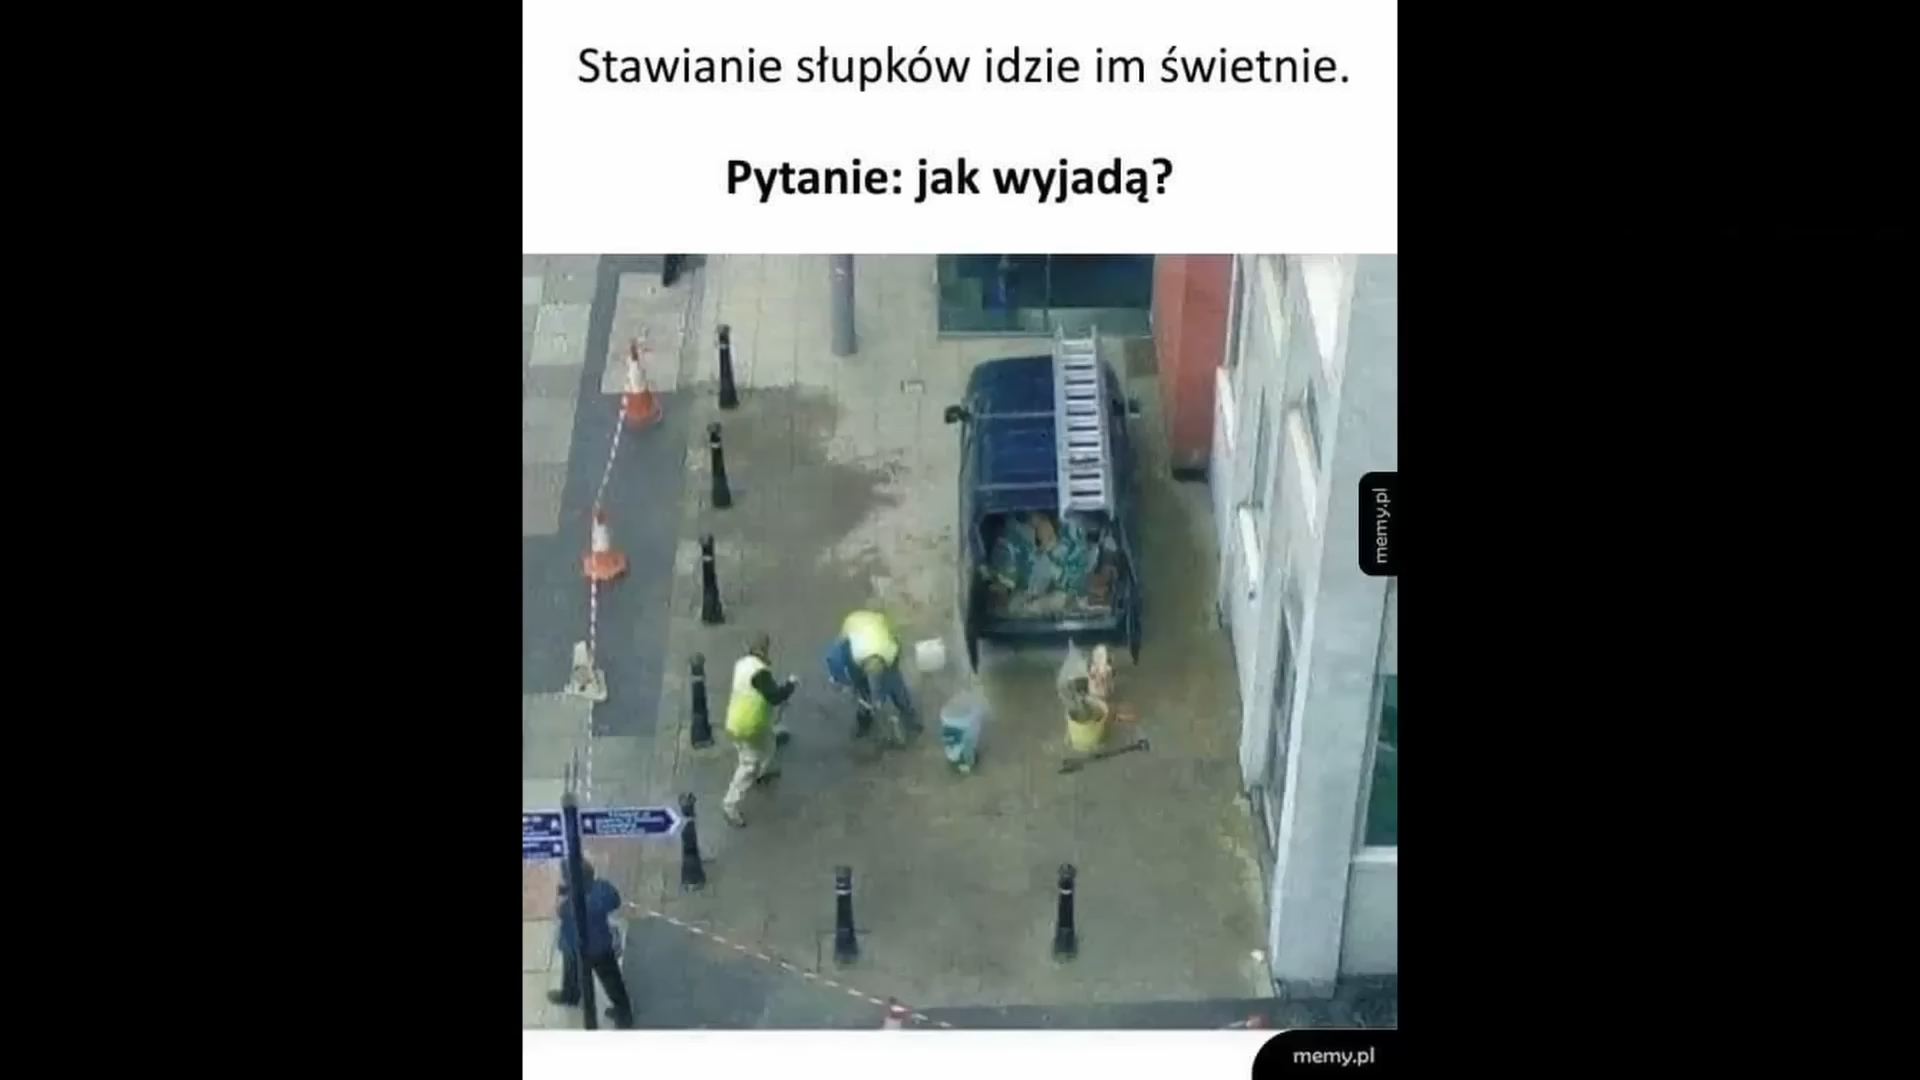 Stawianie słupków idzie im świetnie.
Pytanie: jak wyjadą?
memy.pl
memy.pl